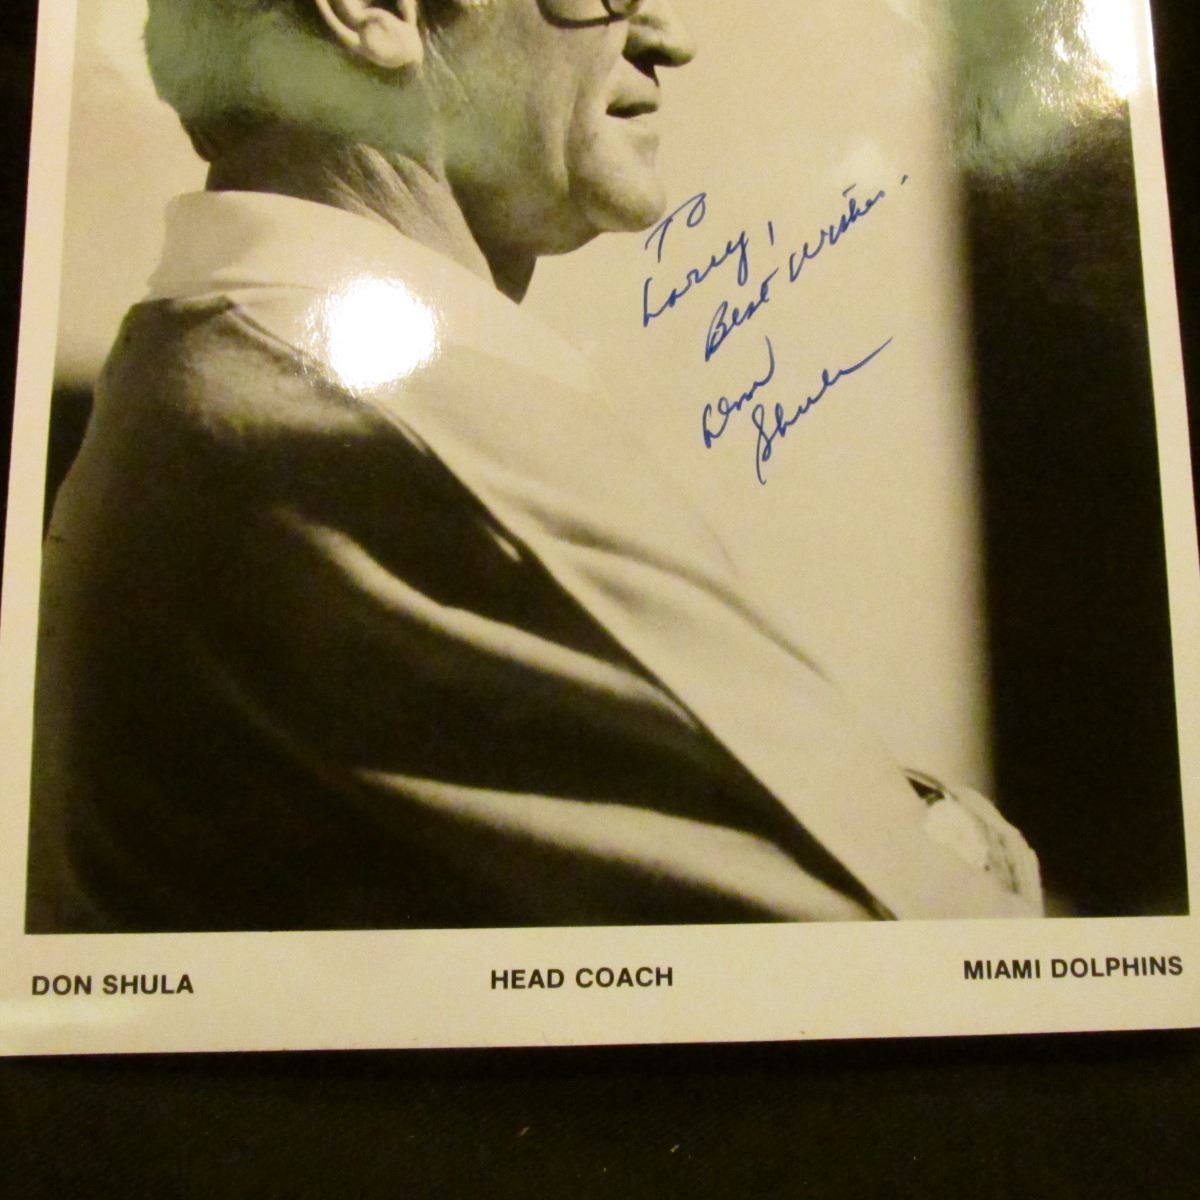 To
Larry,
Best Wishes.
Don
Shula
DON SHULA HEAD COACH MIAMI DOLPHINS